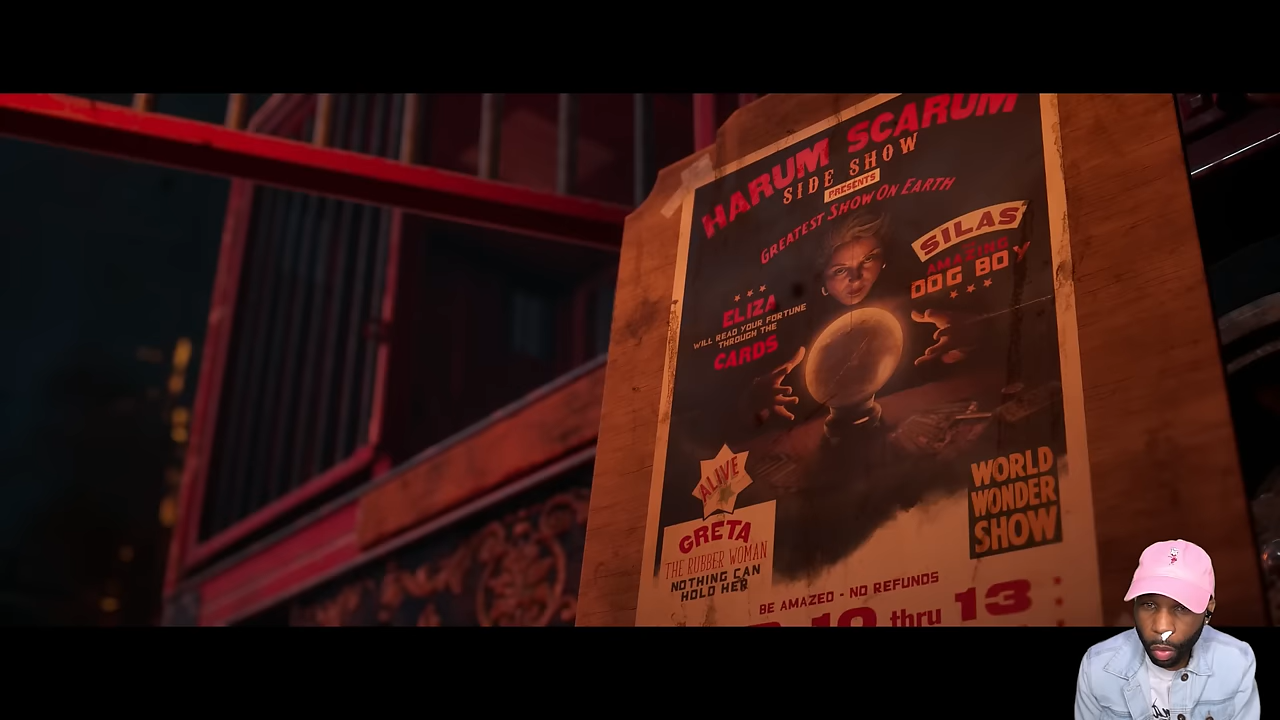 HARUM SCARUM
SIDE SHOW
PRESENTS
GREATEST SHOW ON EARTH
SILAS
AMAZING
DOG BOY
ELIZA
WILL READ YOUR FORTUNE
THROUGH THE
CARDS
ALIVE
GRETA
THE RUBBER WOMAN
NOTHING CAN
HOLD HER
WORLD
WONDER
SHOW
BE AMAZED - NO REFUNDS
10 thru 13